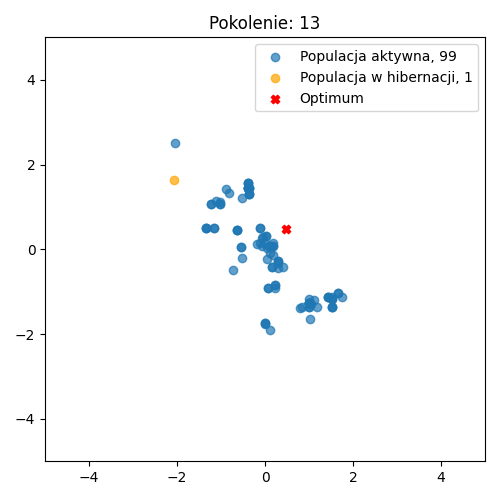 Pokolenie: 13
Populacja aktywna, 99
Populacja w hibernacji, 1
Optimum
4
2
0
−2
−4
−4 −2 0 2 4